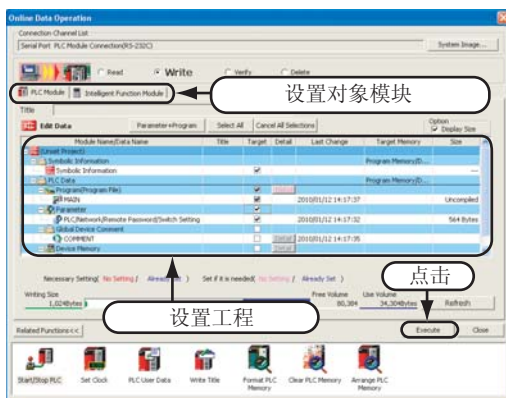 Online Data Operation
Connection Channel List
Serial Port PLC Module Connection(RS-232C)
System Image...
Read Write Verify Delete
PLC Module Intelligent Function Module
设置对象模块
Title
Edit Data Parameter+Program Select All Cancel All Selections
Option
Display Size
Module Name/Data Name Title Target Detail Last Change Target Memory Size
(Unset Project)
Symbolic Information Program Memory/D...
Symbolic Information ---
PLC Data Program Memory/D...
Program(Program File) Detail
MAIN 2010/01/12 14:17:37 Uncompiled
Parameter
PLC/Network/Remote Password/Switch Setting 2010/01/12 14:17:32 564 Bytes
Global Device Comment
COMMENT Detail 2010/01/12 14:17:35
Device Memory Detail
Necessary Setting( No Setting / Already Set ) Set if it is needed( No Setting / Already Set )
点击
Writing Size
1,024Bytes
Free Volume
80,384
Use Volume
34,304Bytes
Refresh
设置工程
Related Functions<<
Execute
Close
Start/Stop PLC
Set Clock
PLC User Data
Write Title
Format PLC Memory
Clear PLC Memory
Arrange PLC Memory